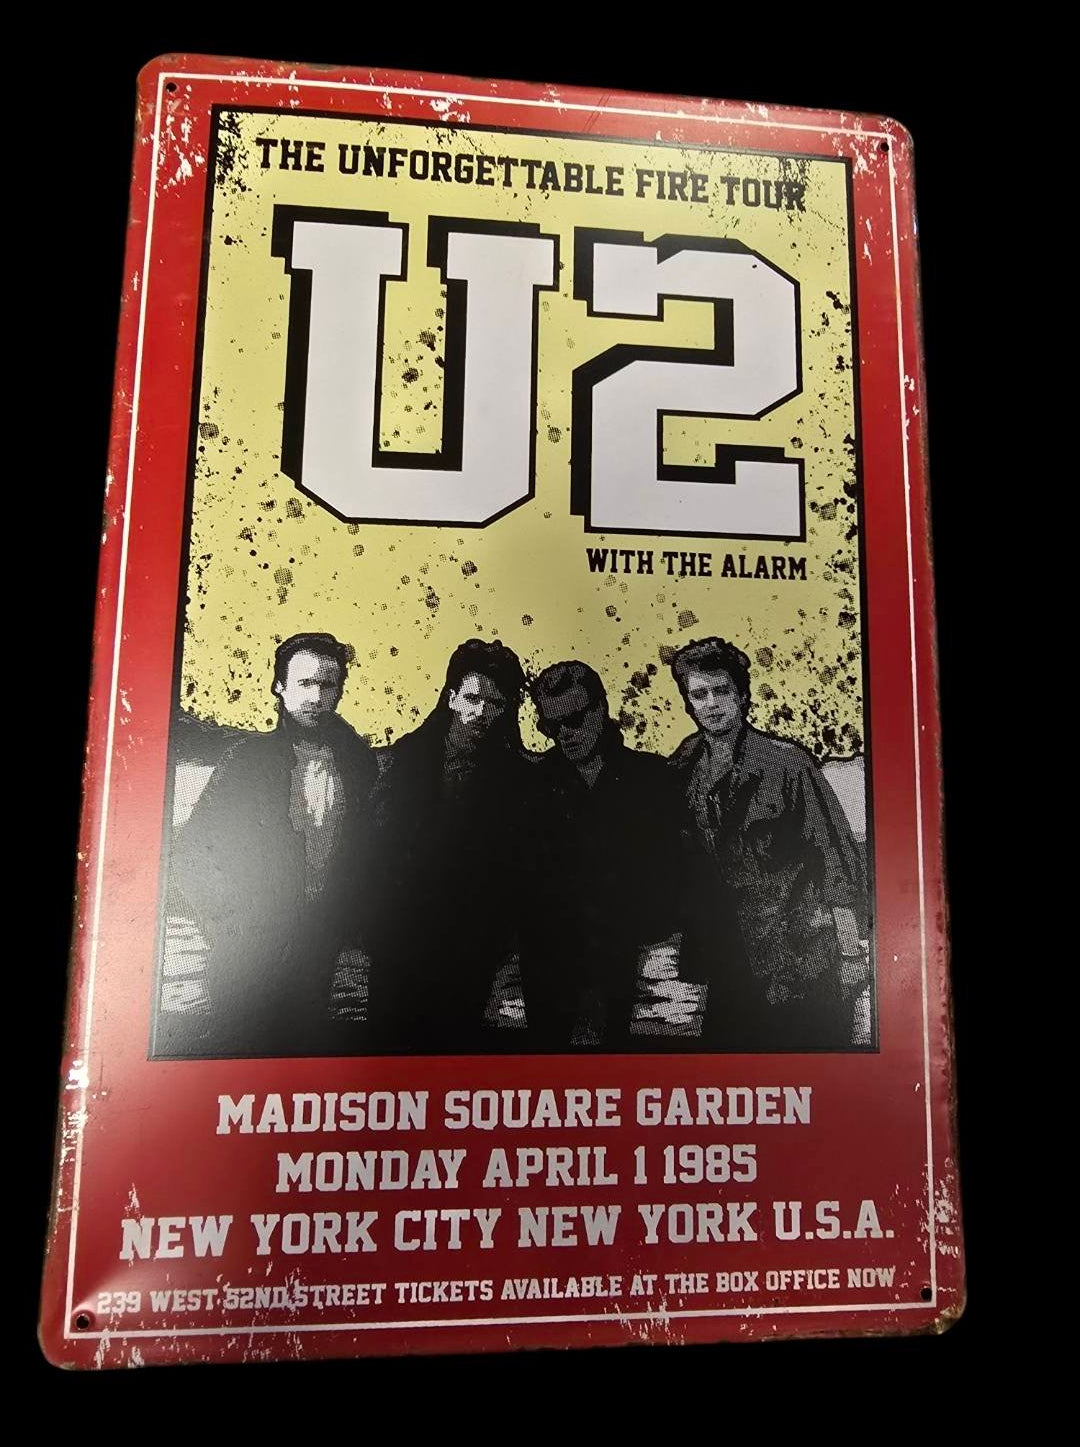 THE UNFORGETTABLE FIRE TOUR
U2
WITH THE ALARM
MADISON SQUARE GARDEN
MONDAY APRIL 1 1985
NEW YORK CITY NEW YORK U.S.A.
239 WEST 52ND STREET TICKETS AVAILABLE AT THE BOX OFFICE NOW